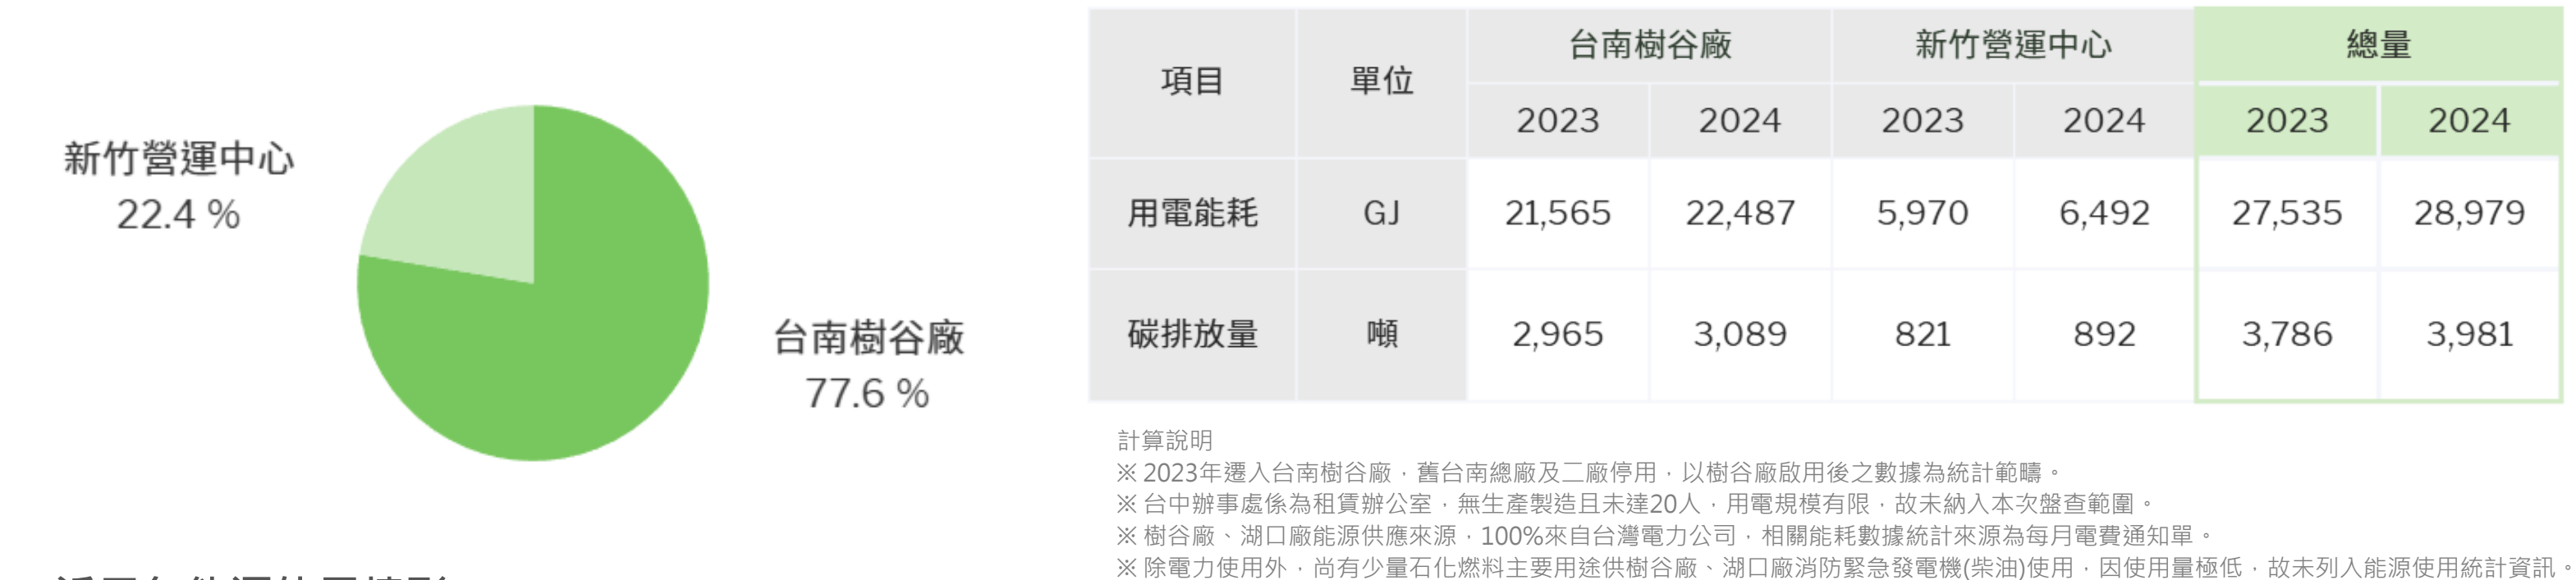 新竹營運中心
22.4 %
台南樹谷廠
77.6 %
項目 單位 台南樹谷廠 新竹營運中心 總量
2023 2024 2023 2024 2023 2024
用電能耗 GJ 21,565 22,487 5,970 6,492 27,535 28,979
碳排放量 噸 2,965 3,089 821 892 3,786 3,981
計算說明
※ 2023年遷入台南樹谷廠，舊台南總廠及二廠停用，以樹谷廠啟用後之數據為統計範疇。
※ 台中辦事處係為租賃辦公室，無生產製造且未達20人，用電規模有限，故未納入本次盤查範圍。
※ 樹谷廠、湖口廠能源供應來源，100%來自台灣電力公司，相關能耗數據統計來源為每月電費通知單。
※ 除電力使用外，尚有少量石化燃料主要用途供樹谷廠、湖口廠消防緊急發電機(柴油)使用，因使用量極低，故未列入能源使用統計資訊。